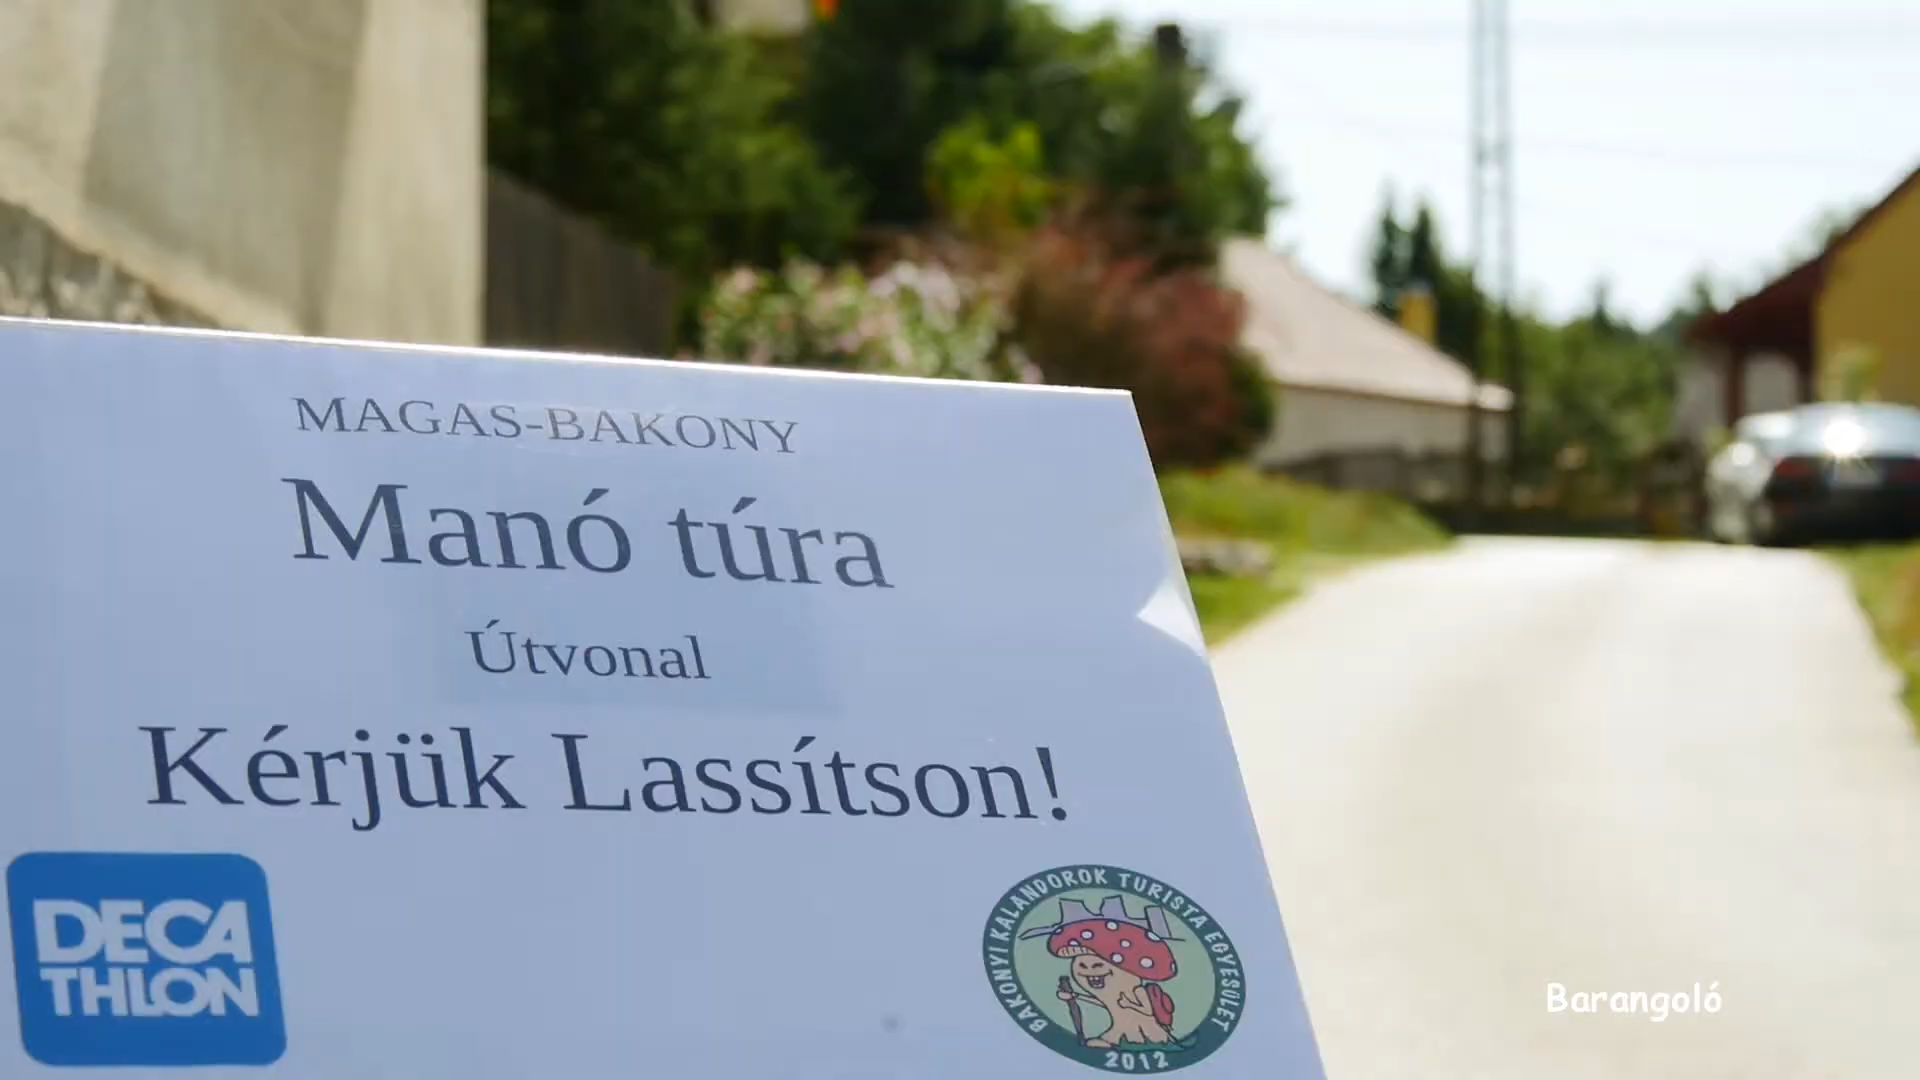 MAGAS-BAKONY
Manó túra
Útvonal
Kérjük Lassítson!
DECA
THLON
BAKONYI KALANDOROK TURISTA EGYESÜLET
2012
Barangoló